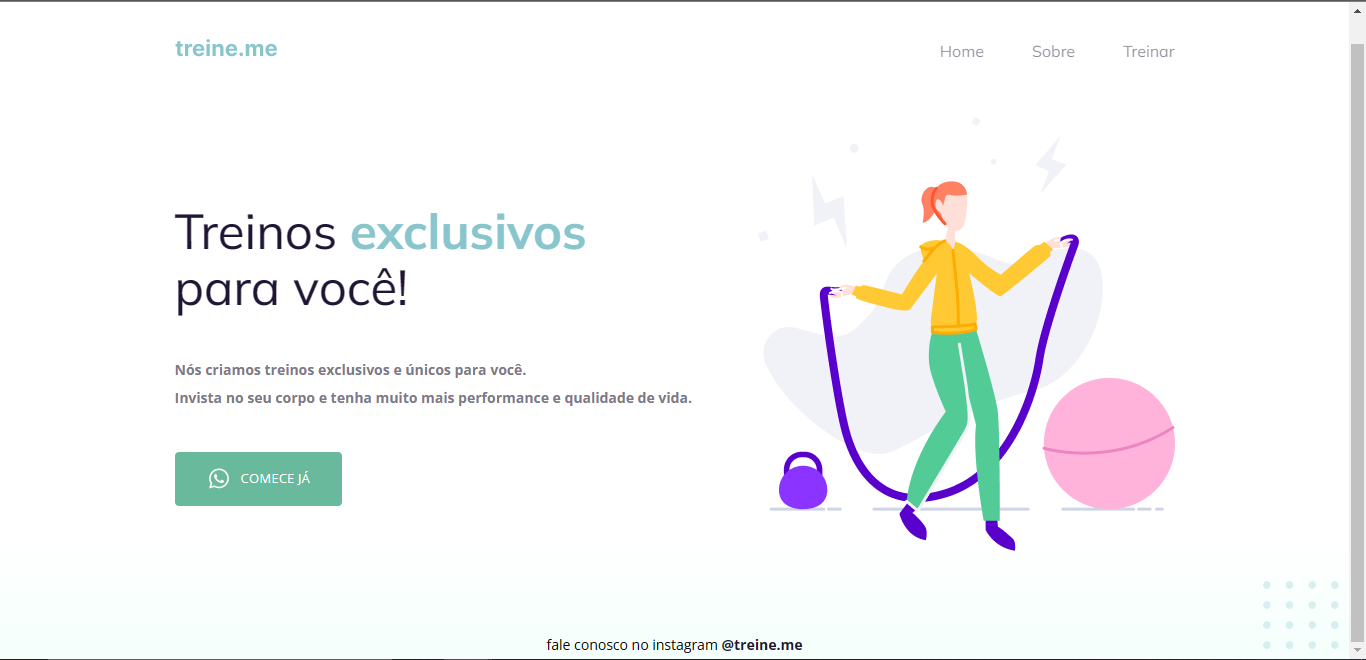 treine.me
Home Sobre Treinar
Treinos exclusivos
para você!
Nós criamos treinos exclusivos e únicos para você.
Invista no seu corpo e tenha muito mais performance e qualidade de vida.
COMECE JÁ
fale conosco no instagram @treine.me